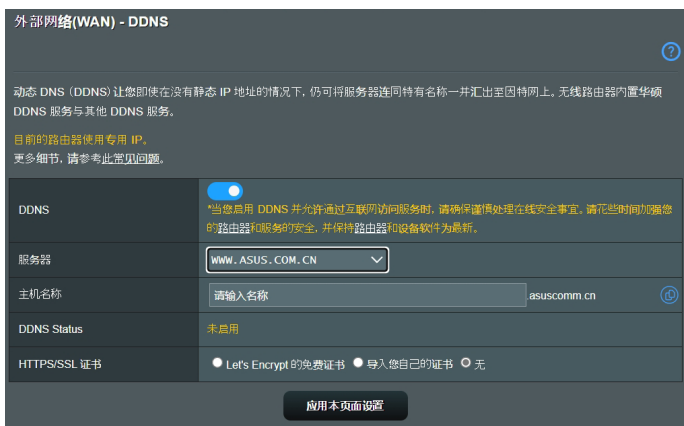 外部网络(WAN) - DDNS
?
动态 DNS (DDNS) 让您即使在没有静态 IP 地址的情况下, 仍可将服务器连同特有名称一并汇出至因特网上。无线路由器内置华硕
DDNS 服务与其他 DDNS 服务。
目前的路由器使用专用 IP。
更多细节, 请参考此常见问题。
DDNS
*当您启用 DDNS 并允许通过互联网访问服务时, 请确保谨慎处理在线安全事宜。请花些时间加强您
的路由器和服务的安全, 并保持路由器和设备软件为最新。
服务器 WWW.ASUS.COM.CN
主机名称 请输入名称 .asuscomm.cn
DDNS Status 未启用
HTTPS/SSL 证书 Let's Encrypt 的免费证书 导入您自己的证书 无
应用本页面设置